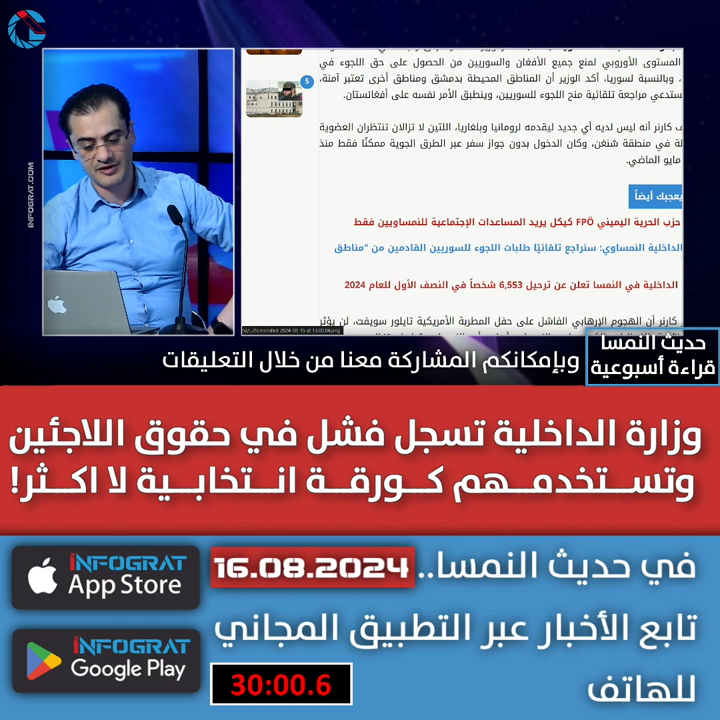 المستوى الأوروبي لمنع جميع الأفغان والسوريين من الحصول على حق اللجوء في
، وبالنسبة لسوريا، أكد الوزير أن المناطق المحيطة بدمشق ومناطق أخرى تعتبر آمنة،
ستدعي مراجعة تلقائية منح اللجوء للسوريين، وينطبق الأمر نفسه على أفغانستان.
5
ف كارنر أنه ليس لديه أي جديد ليقدمه لرومانيا وبلغاريا، اللتين لا تزالان تنتظران العضوية
لة في منطقة شنغن، وكان الدخول بدون جواز سفر عبر الطرق الجوية ممكنًا فقط منذ
مايو الماضي.
يعجبك أيضاً
حزب الحرية اليميني FPÖ كيكل يريد المساعدات الإجتماعية للنمساويين فقط
الداخلية النمساوي: سنراجع تلقائيًا طلبات اللجوء للسوريين القادمين من "مناطق
الداخلية في النمسا تعلن عن ترحيل 6,553 شخصاً في النصف الأول للعام 2024
كارنر أن الهجوم الإرهابي الفاشل على حفل المطربة الأمريكية تايلور سويفت، لن يؤثر
INFOGRAT.COM
حديث النمسا
قراءة أسبوعية
وبإمكانكم المشاركة معنا من خلال التعليقات
وزارة الداخلية تسجل فشل في حقوق اللاجئين
وتستخدمهم كورقة انتخابية لا اكثر!
في حديث النمسا.. 16.08.2024
تابع الأخبار عبر التطبيق المجاني
للهاتف
INFOGRAT
App Store
INFOGRAT
Google Play
30:00.6